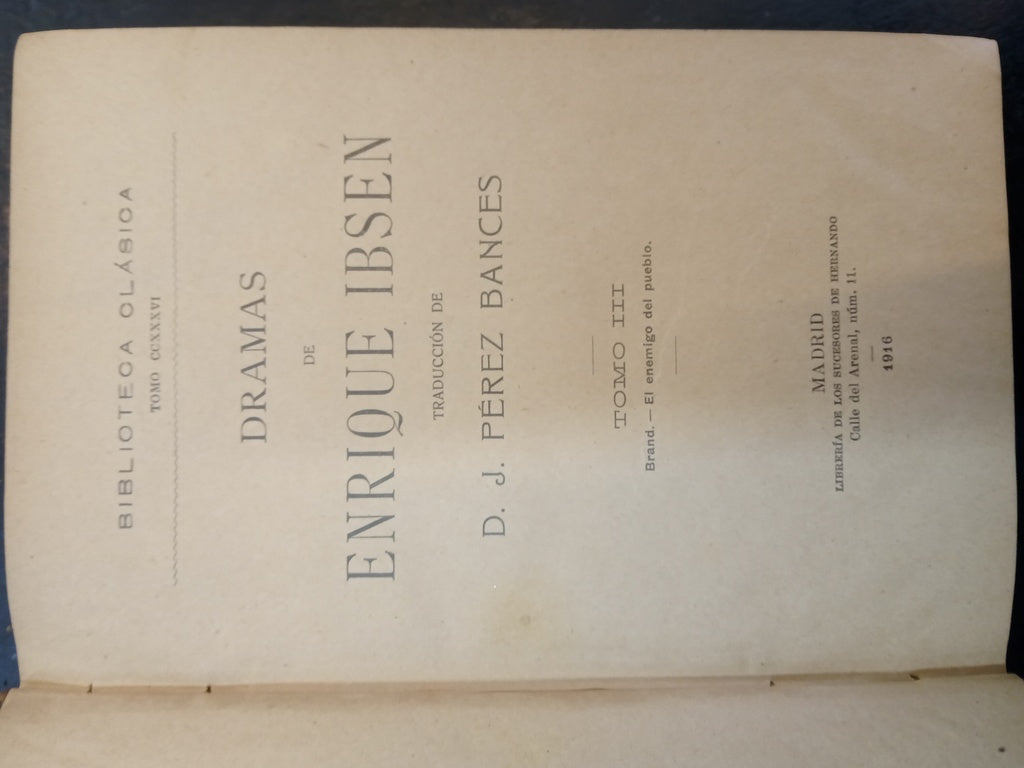 BIBLIOTECA CLÁSICA
TOMO CCXXXVI
DRAMAS
DE
ENRIQUE IBSEN
TRADUCCIÓN DE
D. J. PÉREZ BANCES
TOMO III
Brand. — El enemigo del pueblo.
MADRID
LIBRERÍA DE LOS SUCESORES DE HERNANDO
Calle del Arenal, núm. 11.
1916